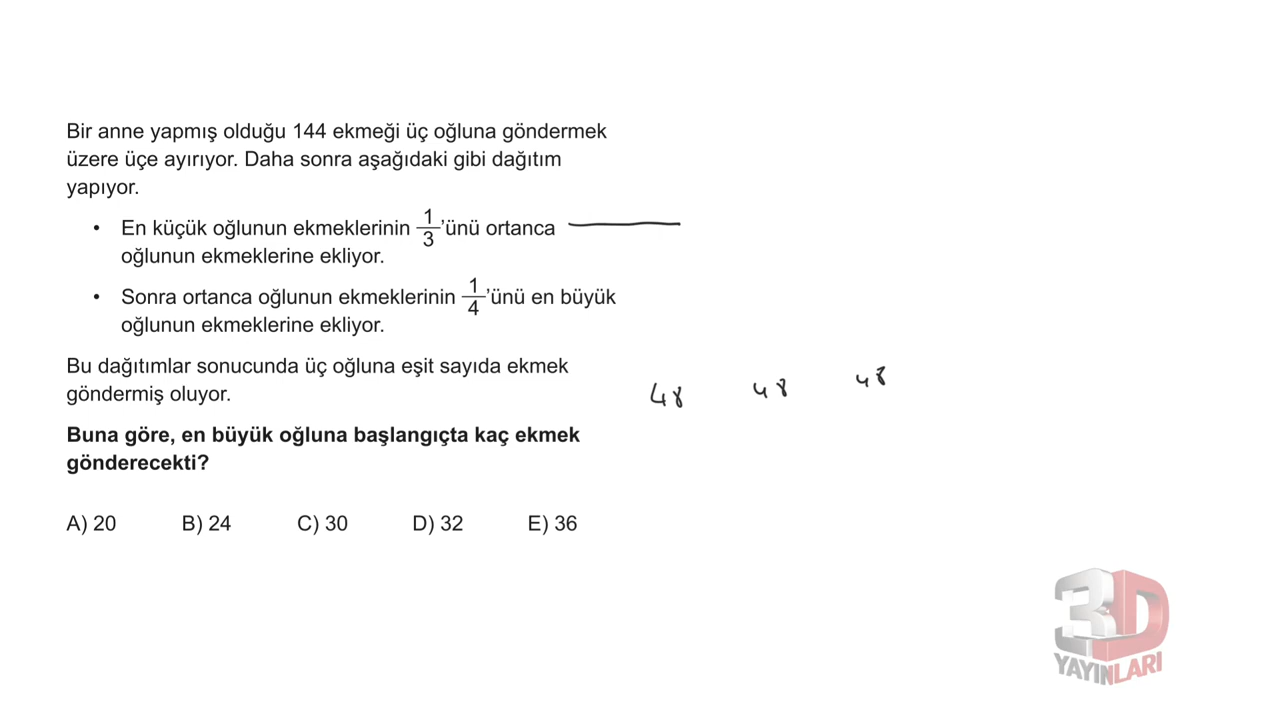 Bir anne yapmış olduğu 144 ekmeği üç oğluna göndermek
üzere üçe ayırıyor. Daha sonra aşağıdaki gibi dağıtım
yapıyor.
• En küçük oğlunun ekmeklerinin 1/3'ünü ortanca
oğlunun ekmeklerine ekliyor.
• Sonra ortanca oğlunun ekmeklerinin 1/4'ünü en büyük
oğlunun ekmeklerine ekliyor.
Bu dağıtımlar sonucunda üç oğluna eşit sayıda ekmek
göndermiş oluyor.
48 48 48
Buna göre, en büyük oğluna başlangıçta kaç ekmek
gönderecekti?
A) 20 B) 24 C) 30 D) 32 E) 36
3D
YAYINLARI